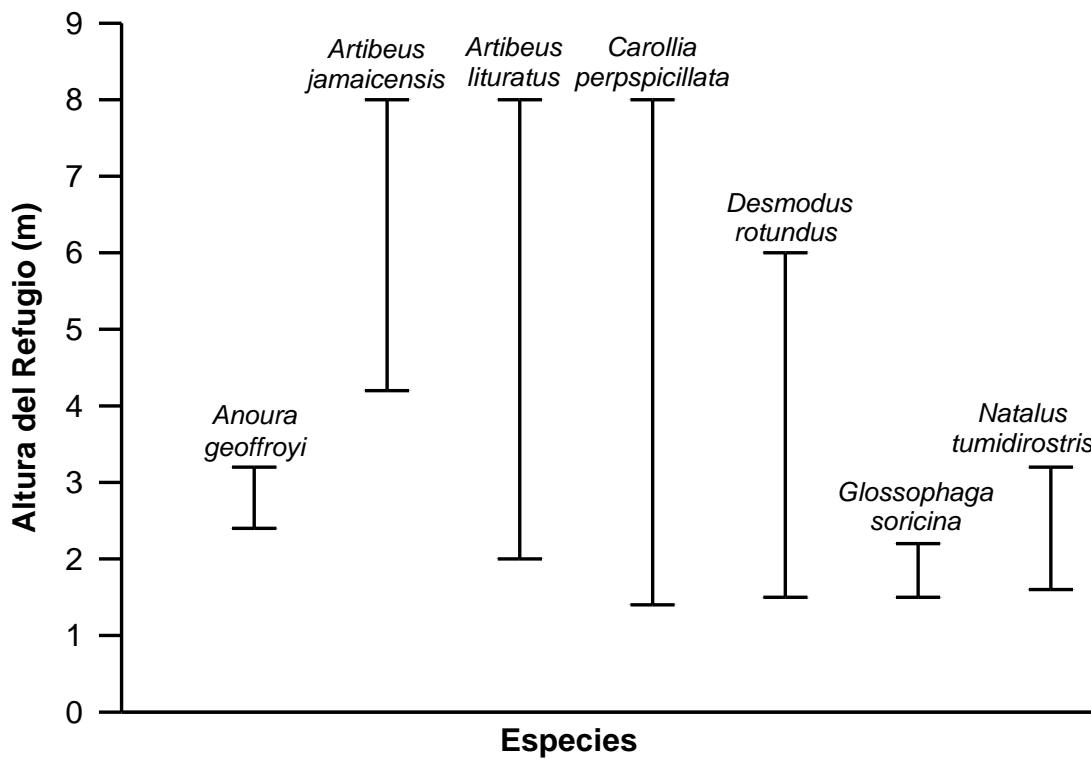 9
8
7
6
5
4
3
2
1
0
Altura del Refugio (m)
Anoura
geoffroyi
Artibeus
jamaicensis
Artibeus
lituratus
Carollia
perpspicillata
Desmodus
rotundus
Glossophaga
soricina
Natalus
tumidirostris
Especies